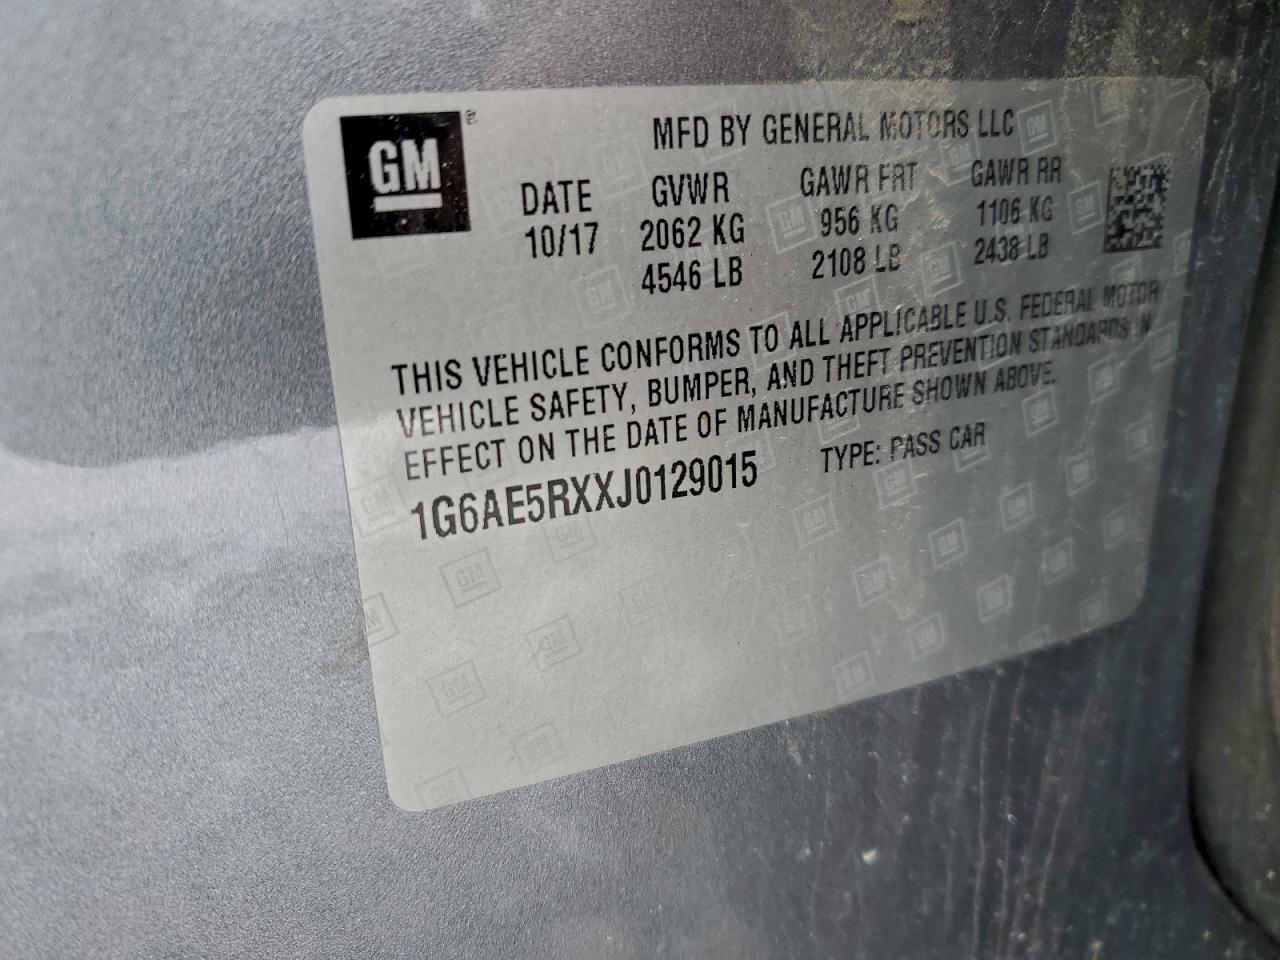 GM
MFD BY GENERAL MOTORS LLC
DATE GVWR GAWR FRT GAWR RR
10/17 2062 KG 956 KG 1106 KG
4546 LB 2108 LB 2438 LB
THIS VEHICLE CONFORMS TO ALL APPLICABLE U.S. FEDERAL MOTOR
VEHICLE SAFETY, BUMPER, AND THEFT PREVENTION STANDARDS IN
EFFECT ON THE DATE OF MANUFACTURE SHOWN ABOVE.
1G6AE5RXXJ0129015 TYPE: PASS CAR